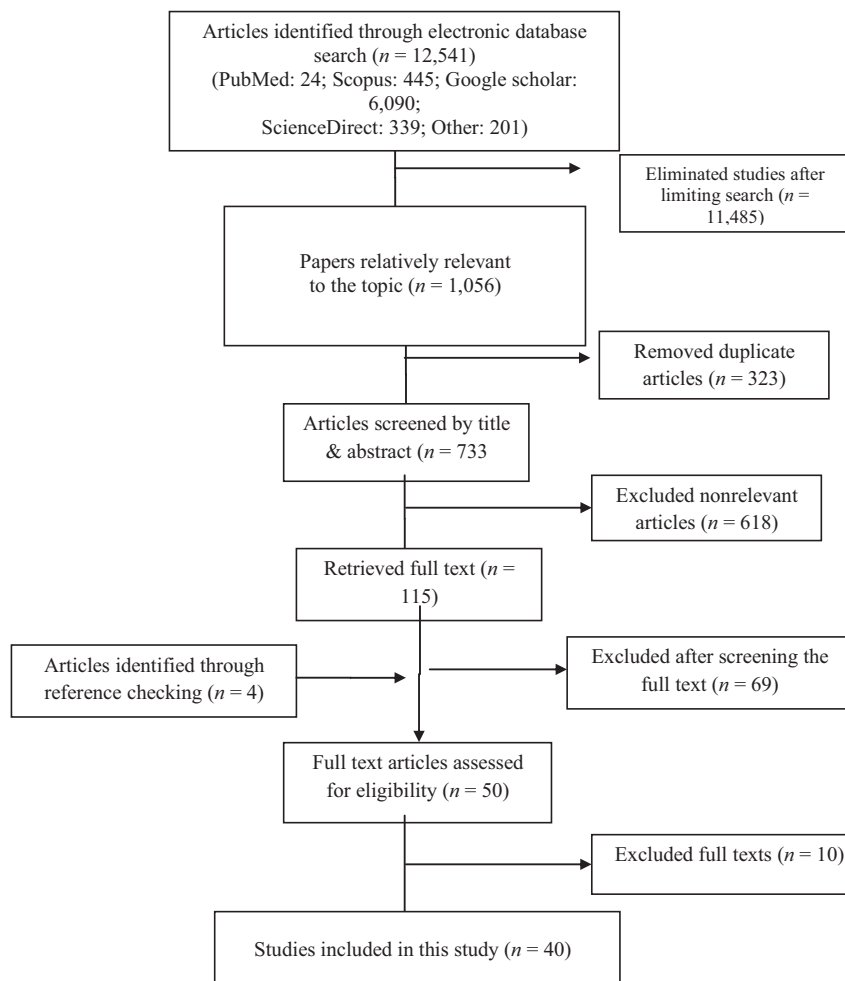 Articles identified through electronic database
search (n = 12,541)
(PubMed: 24; Scopus: 445; Google scholar:
6,090;
ScienceDirect: 339; Other: 201)
Eliminated studies after
limiting search (n =
11,485)
Papers relatively relevant
to the topic (n = 1,056)
Removed duplicate
articles (n = 323)
Articles screened by title
& abstract (n = 733
Excluded nonrelevant
articles (n = 618)
Retrieved full text (n =
115)
Articles identified through
reference checking (n = 4)
Excluded after screening the
full text (n = 69)
Full text articles assessed
for eligibility (n = 50)
Excluded full texts (n = 10)
Studies included in this study (n = 40)